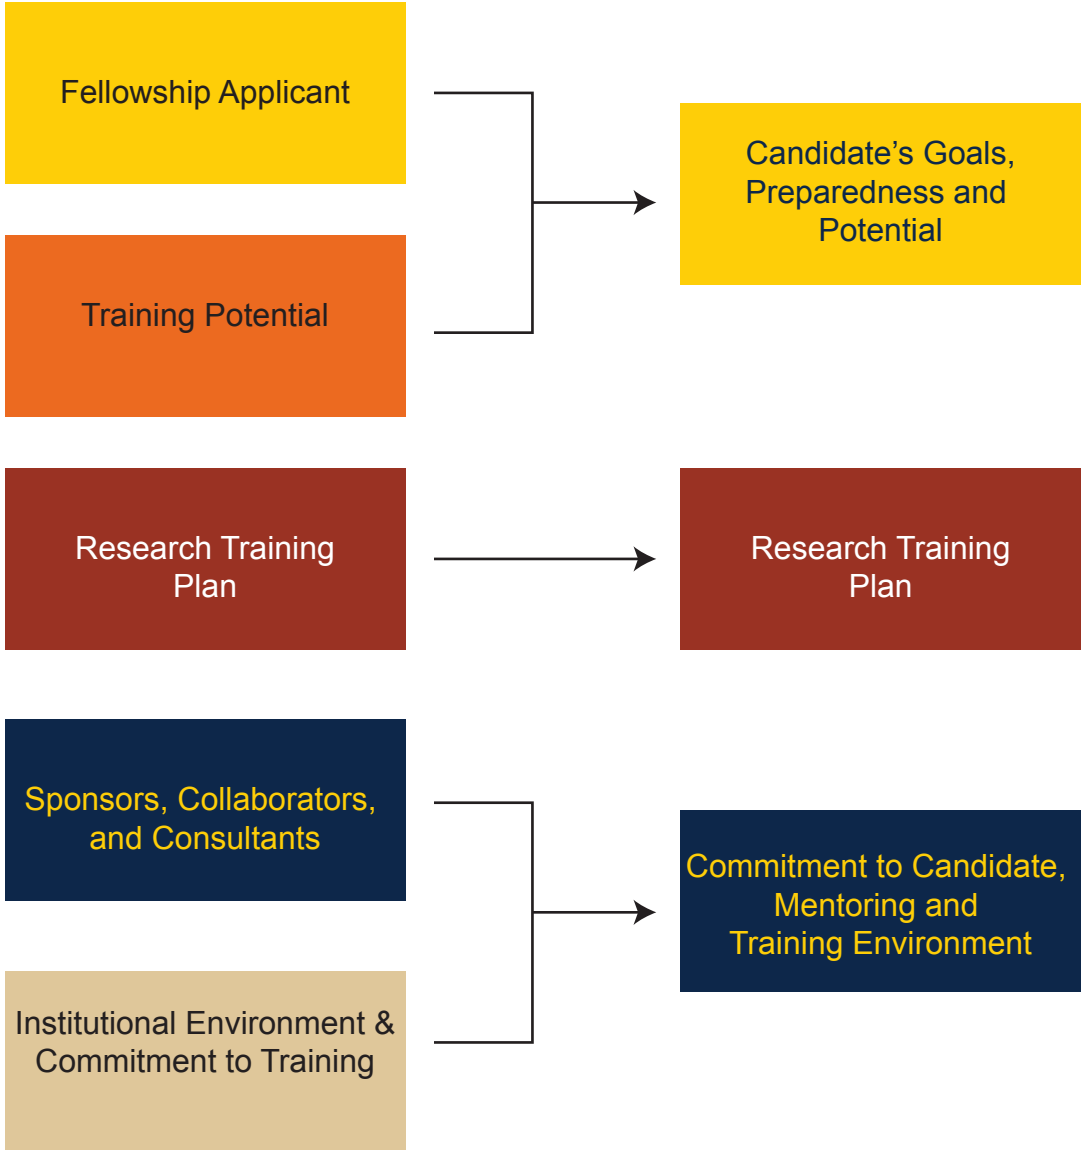 Fellowship Applicant
Training Potential
Candidate’s Goals,
Preparedness and
Potential
Research Training
Plan
Research Training
Plan
Sponsors, Collaborators,
and Consultants
Institutional Environment &
Commitment to Training
Commitment to Candidate,
Mentoring and
Training Environment